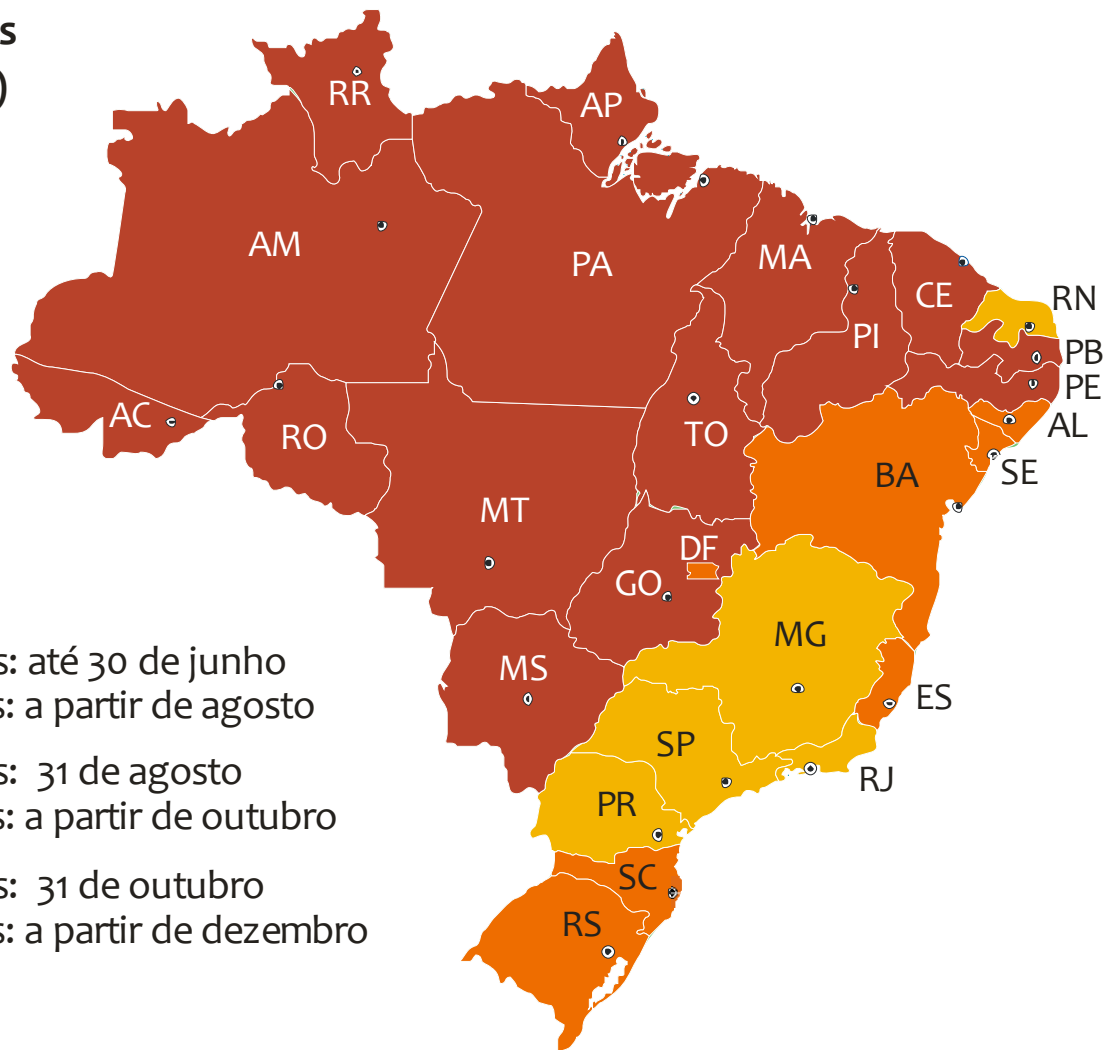 s
)
RR
AP
AM
PA
MA
CE
RN
PI
PB
PE
AC
RO
TO
AL
BA
SE
MT
DF
GO
MG
s: até 30 de junho
MS
s: a partir de agosto
ES
SP
s: 31 de agosto
RJ
s: a partir de outubro
PR
s: 31 de outubro
SC
s: a partir de dezembro
RS